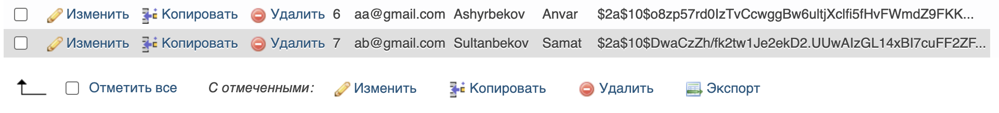 Изменить Копировать Удалить 6 aa@gmail.com Ashyrbekov Anvar $2a$10$o8zp57rd0IzTvCcwggBw6ultjXclfi5fHvFWmdZ9FKK...
Изменить Копировать Удалить 7 ab@gmail.com Sultanbekov Samat $2a$10$DwaCzZh/fk2tw1Je2ekD2.UUwAIzGL14xBI7cuFF2ZF...
Отметить все С отмеченными: Изменить Копировать Удалить Экспорт